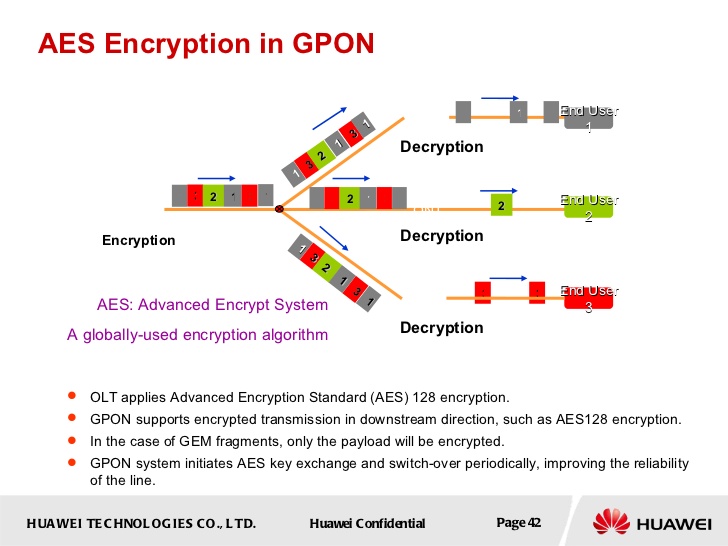 AES Encryption in GPON
1 3 2 1 3 1
1
End User
1
Decryption
2 1
2 1
2
End User
2
Encryption
Decryption
1 3 2 1 3 1
End User
3
AES: Advanced Encrypt System
A globally-used encryption algorithm
Decryption
OLT applies Advanced Encryption Standard (AES) 128 encryption.
GPON supports encrypted transmission in downstream direction, such as AES128 encryption.
In the case of GEM fragments, only the payload will be encrypted.
GPON system initiates AES key exchange and switch-over periodically, improving the reliability
of the line.
HUAWEI TECHNOLOGIES CO., LTD.
Huawei Confidential
Page 42
HUAWEI